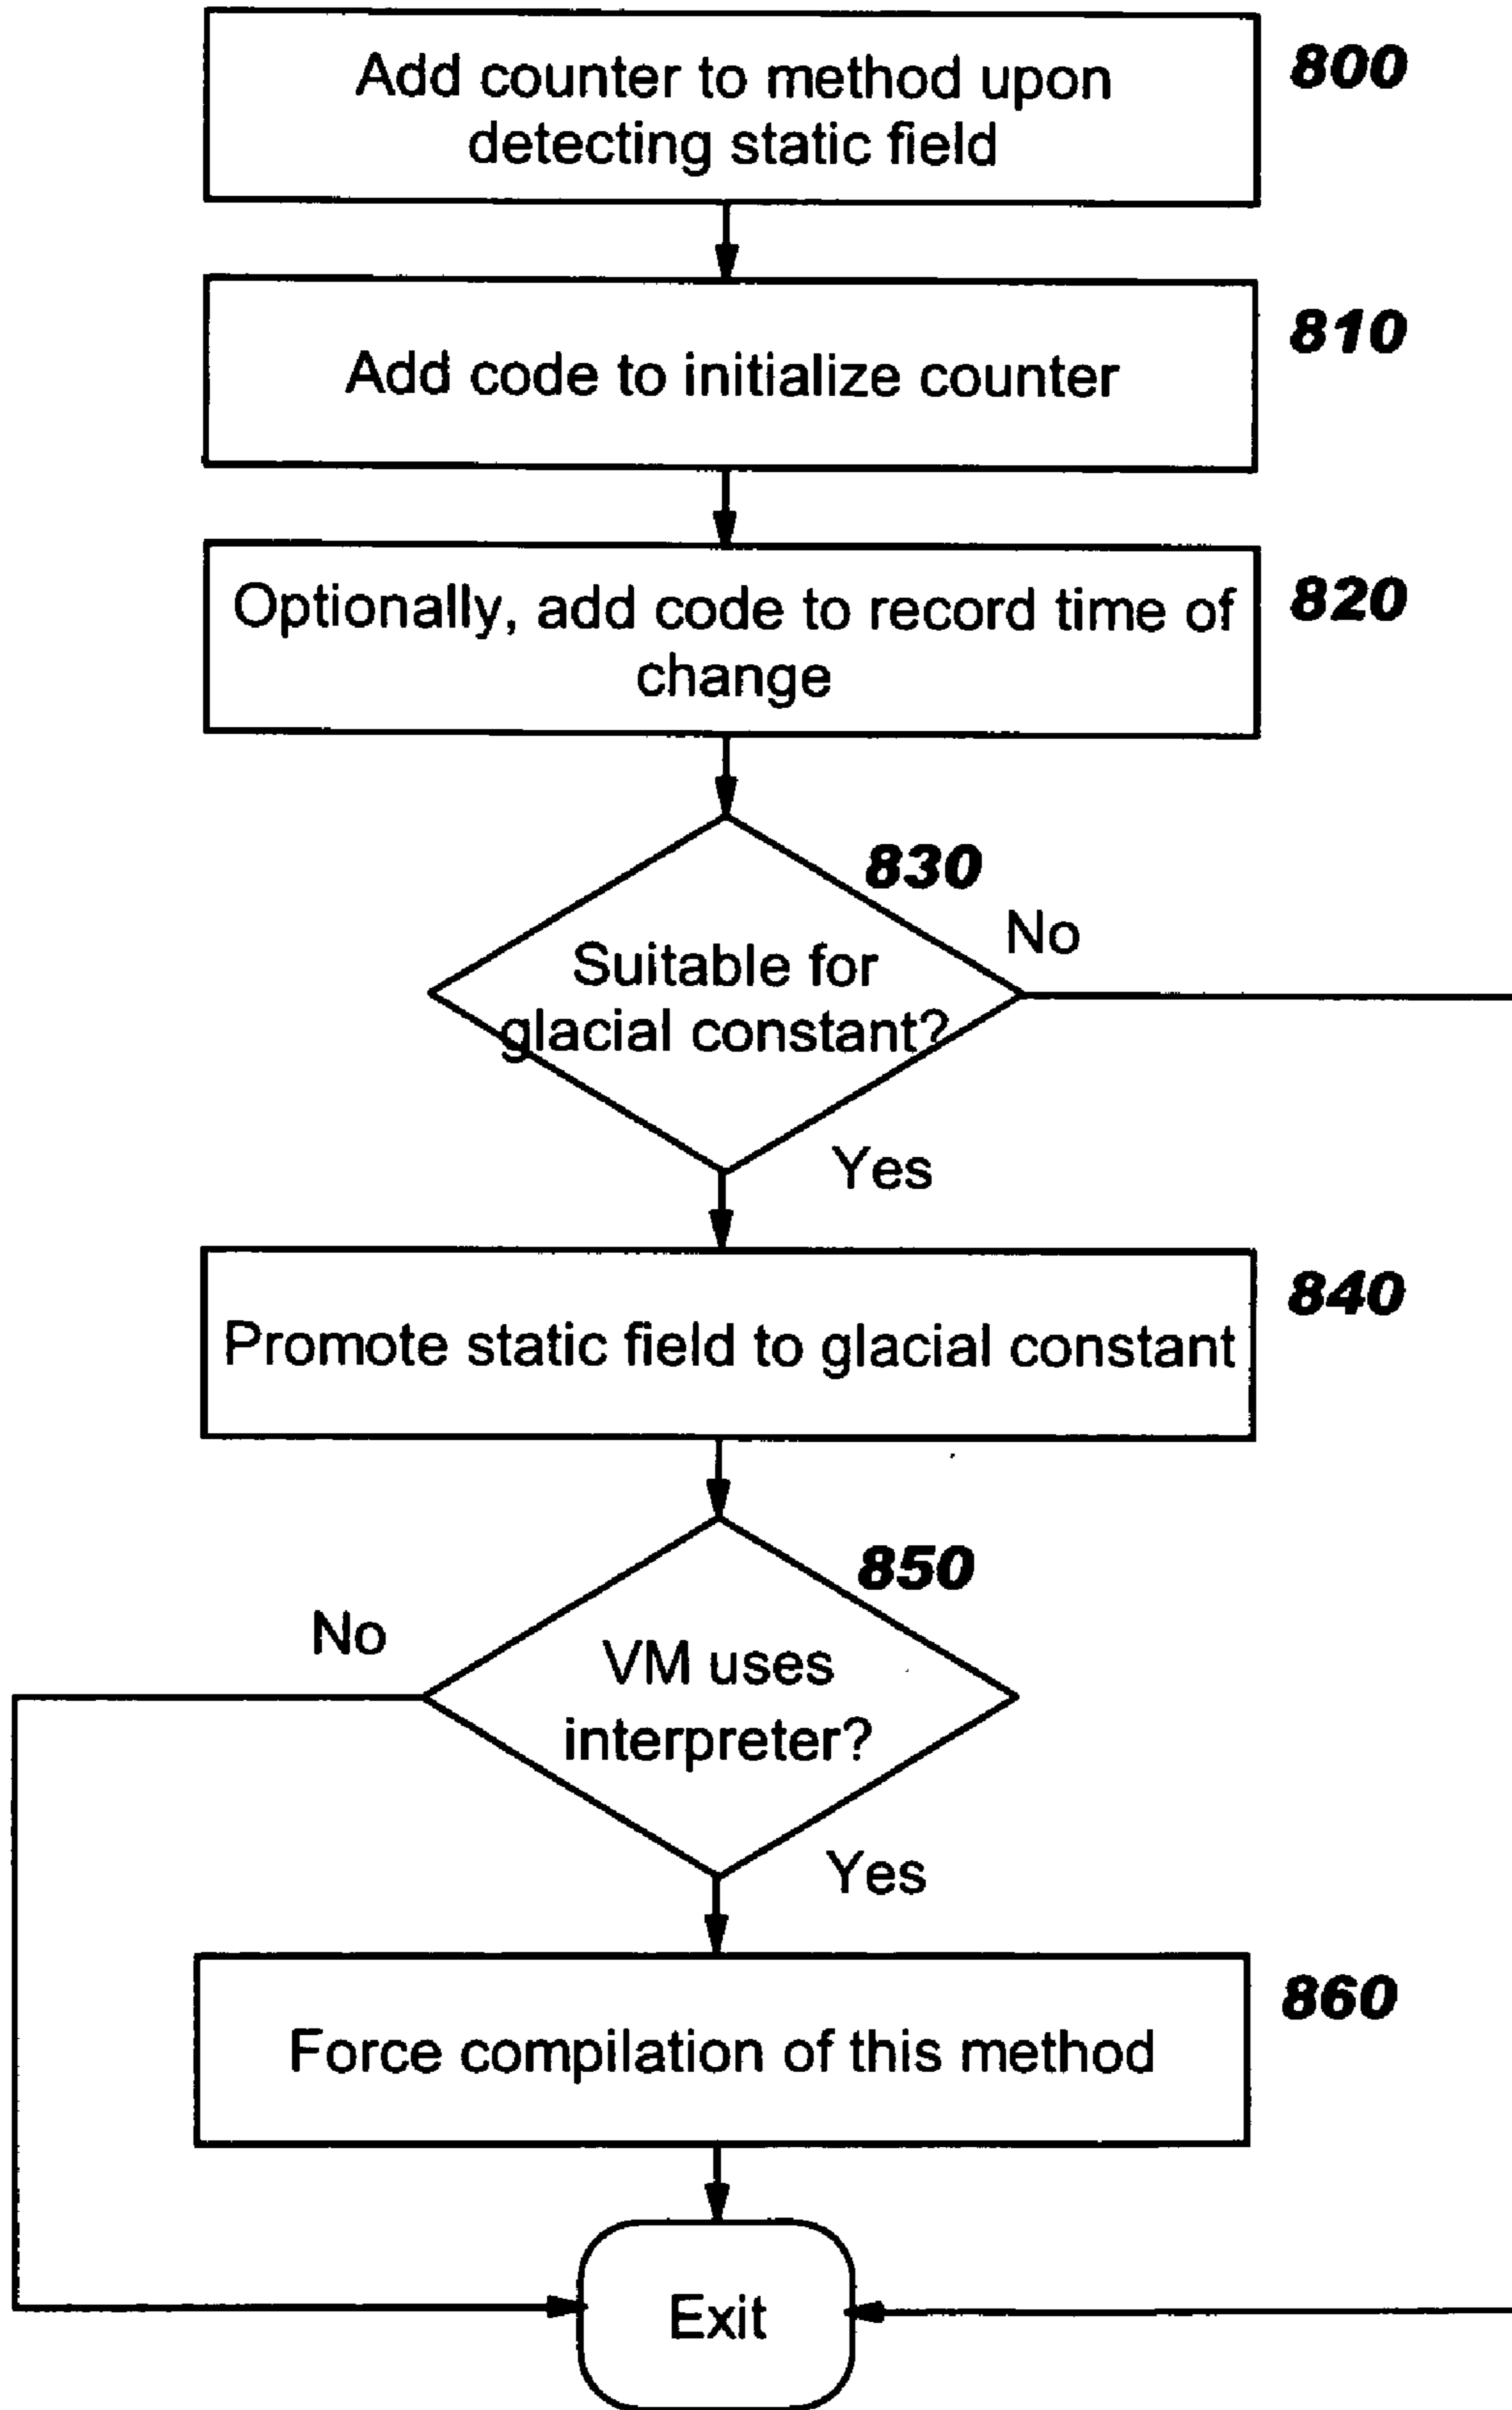 Add counter to method upon
detecting static field
800
Add code to initialize counter
810
Optionally, add code to record time of
change
820
830
No
Suitable for
glacial constant?
Yes
Promote static field to glacial constant
840
850
No
VM uses
interpreter?
Yes
Force compilation of this method
860
Exit